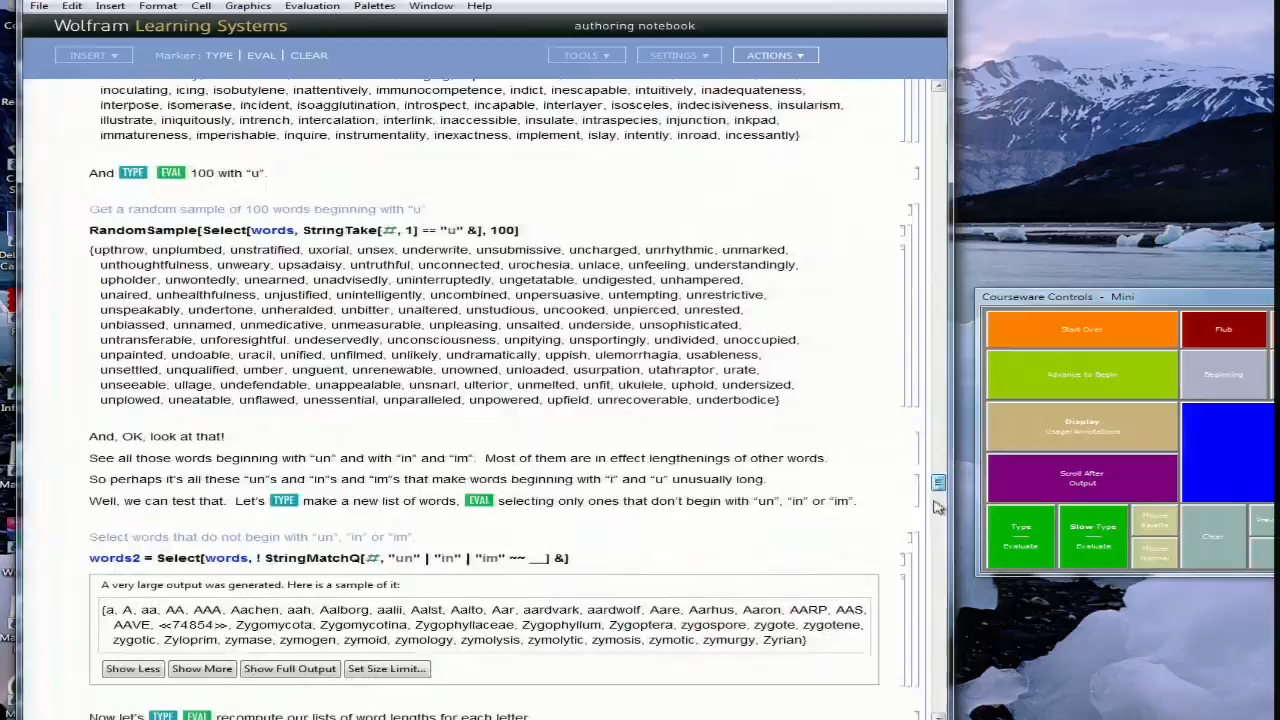 File Edit Insert Format Cell Graphics Evaluation Palettes Window Help
Wolfram Learning Systems
authoring notebook
INSERT ▾ Marker: TYPE | EVAL | CLEAR TOOLS ▾ SETTINGS ▾ ACTIONS ▾
inoculating, icing, isobutylene, inattentively, immunocompetence, indict, inescapable, intuitively, inadequateness,
interpose, isomerase, incident, isoagglutination, introspect, incapable, interlayer, isosceles, indecisiveness, insularism,
illustrate, iniquitously, intrench, intercalation, interlink, inaccessible, insulate, intraspecies, injunction, inkpad,
immatureness, imperishable, inquire, instrumentality, inexactness, implement, islay, intently, inroad, incessantly}
And TYPE EVAL 100 with “u”.
Get a random sample of 100 words beginning with “u”
RandomSample[Select[words, StringTake[#, 1] == "u" &], 100]
{upthrow, unplumbed, unstratified, uxorial, unsex, underwrite, unsubmissive, uncharged, unrhythmic, unmarked,
unthoughtfulness, unweary, upsadaisy, untruthful, unconnected, urochesia, unlace, unfeeling, understandingly,
upholder, unwontedly, unearned, unadvisedly, uninterruptedly, ungetatable, undigested, unhampered,
unaired, unhealthfulness, unjustified, unintelligently, uncombined, unpersuasive, untempting, unrestrictive,
unspeakably, undertone, unheralded, unbitter, unaltered, unstudious, uncooked, unpierced, unrested,
unbiassed, unnamed, unmedicative, unmeasurable, unpleasing, unsalted, underside, unsophisticated,
untransferable, unforesightful, undeservedly, unconsciousness, unpitying, unsportingly, undivided, unoccupied,
unpainted, undoable, uracil, unified, unfilmed, unlikely, undramatically, uppish, ulemorrhagia, usableness,
unsettled, unqualified, umber, unguent, unrenewable, unowned, unloaded, usurpation, utahraptor, urate,
unseeable, ullage, undefendable, unappealable, unsnarl, ulterior, unmelted, unfit, ukulele, uphold, undersized,
unplowed, uneatable, unflawed, unessential, unparalleled, unpowered, upfield, unrecoverable, underbodice}
And, OK, look at that!
See all those words beginning with “un” and with “in” and “im”. Most of them are in effect lengthenings of other words.
So perhaps it’s all these “un”s and “in”s and “im”s that make words beginning with “i” and “u” unusually long.
Well, we can test that. Let’s TYPE make a new list of words, EVAL selecting only ones that don’t begin with “un”, “in” or “im”.
Select words that do not begin with “un”, “in” or “im”.
words2 = Select[words, ! StringMatchQ[#, "un" | "in" | "im" ~~ __] &]
A very large output was generated. Here is a sample of it:
{a, A, aa, AA, AAA, Aachen, aah, Aalborg, aalii, Aalst, Aalto, Aar, aardvark, aardwolf, Aare, Aarhus, Aaron, AARP, AAS,
AAVE, ≪74854≫, Zygomycota, Zygomycotina, Zygophyllaceae, Zygophyllum, Zygoptera, zygospore, zygote, zygotene,
zygotic, Zyloprim, zymase, zymogen, zymoid, zymology, zymolysis, zymolytic, zymosis, zymotic, zymurgy, Zyrian}
Show Less Show More Show Full Output Set Size Limit...
Now let’s TYPE EVAL recompute our lists of word lengths for each letter
Courseware Controls - Mini
Start Over Flub
Advance to Begin Beginning
Display
Usage/Annotations
Scroll After
Output
Type
Evaluate
Slow Type
Evaluate
Mouse
Palette
Mouse
Normal
Clear
Prev